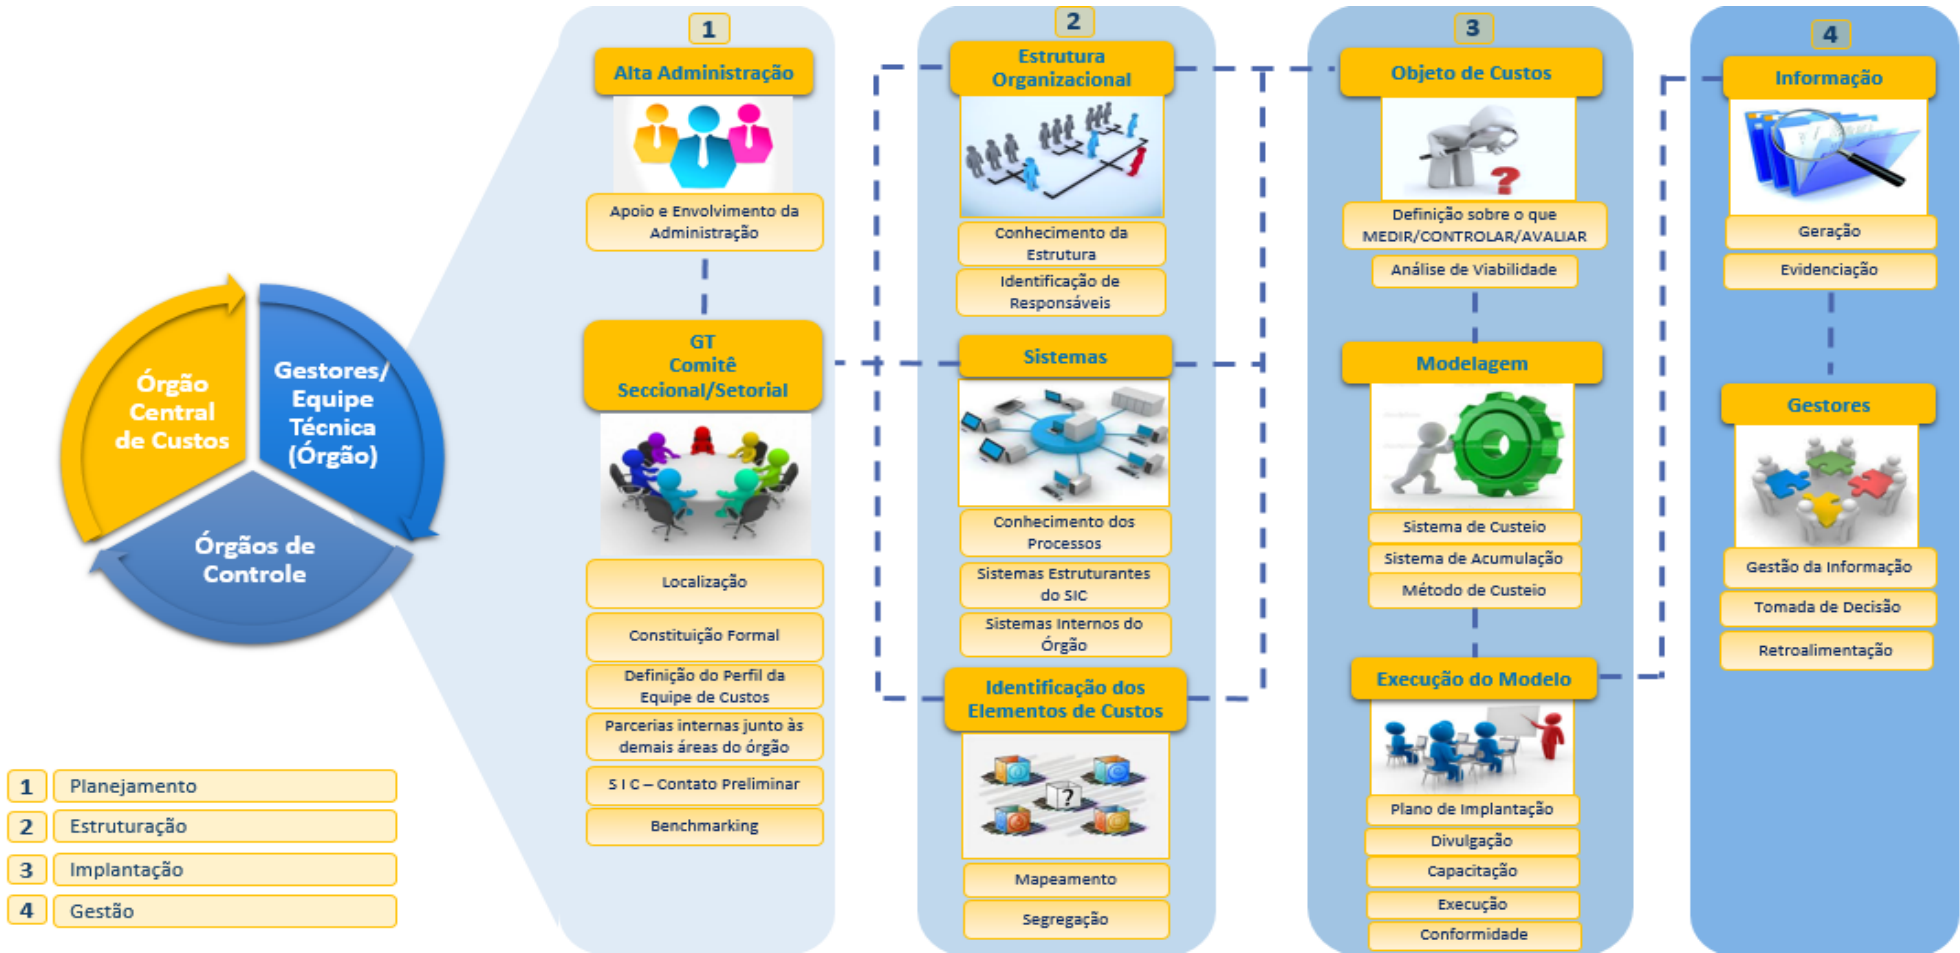 Órgão
Central
de Custos
Gestores/
Equipe
Técnica
(Órgão)
Órgãos de
Controle
1
Planejamento
2
Estruturação
3
Implantação
4
Gestão
1
Alta Administração
Apoio e Envolvimento da
Administração
GT
Comitê
Seccional/Setorial
Localização
Constituição Formal
Definição do Perfil da
Equipe de Custos
Parcerias internas junto às
demais áreas do órgão
S I C – Contato Preliminar
Benchmarking
2
Estrutura
Organizacional
Conhecimento da
Estrutura
Identificação de
Responsáveis
Sistemas
Conhecimento dos
Processos
Sistemas Estruturantes
do SIC
Sistemas Internos do
Órgão
Identificação dos
Elementos de Custos
?
Mapeamento
Segregação
3
Objeto de Custos
?
Definição sobre o que
MEDIR/CONTROLAR/AVALIAR
Análise de Viabilidade
Modelagem
Sistema de Custeio
Sistema de Acumulação
Método de Custeio
Execução do Modelo
Plano de Implantação
Divulgação
Capacitação
Execução
Conformidade
4
Informação
Geração
Evidenciação
Gestores
Gestão da Informação
Tomada de Decisão
Retroalimentação